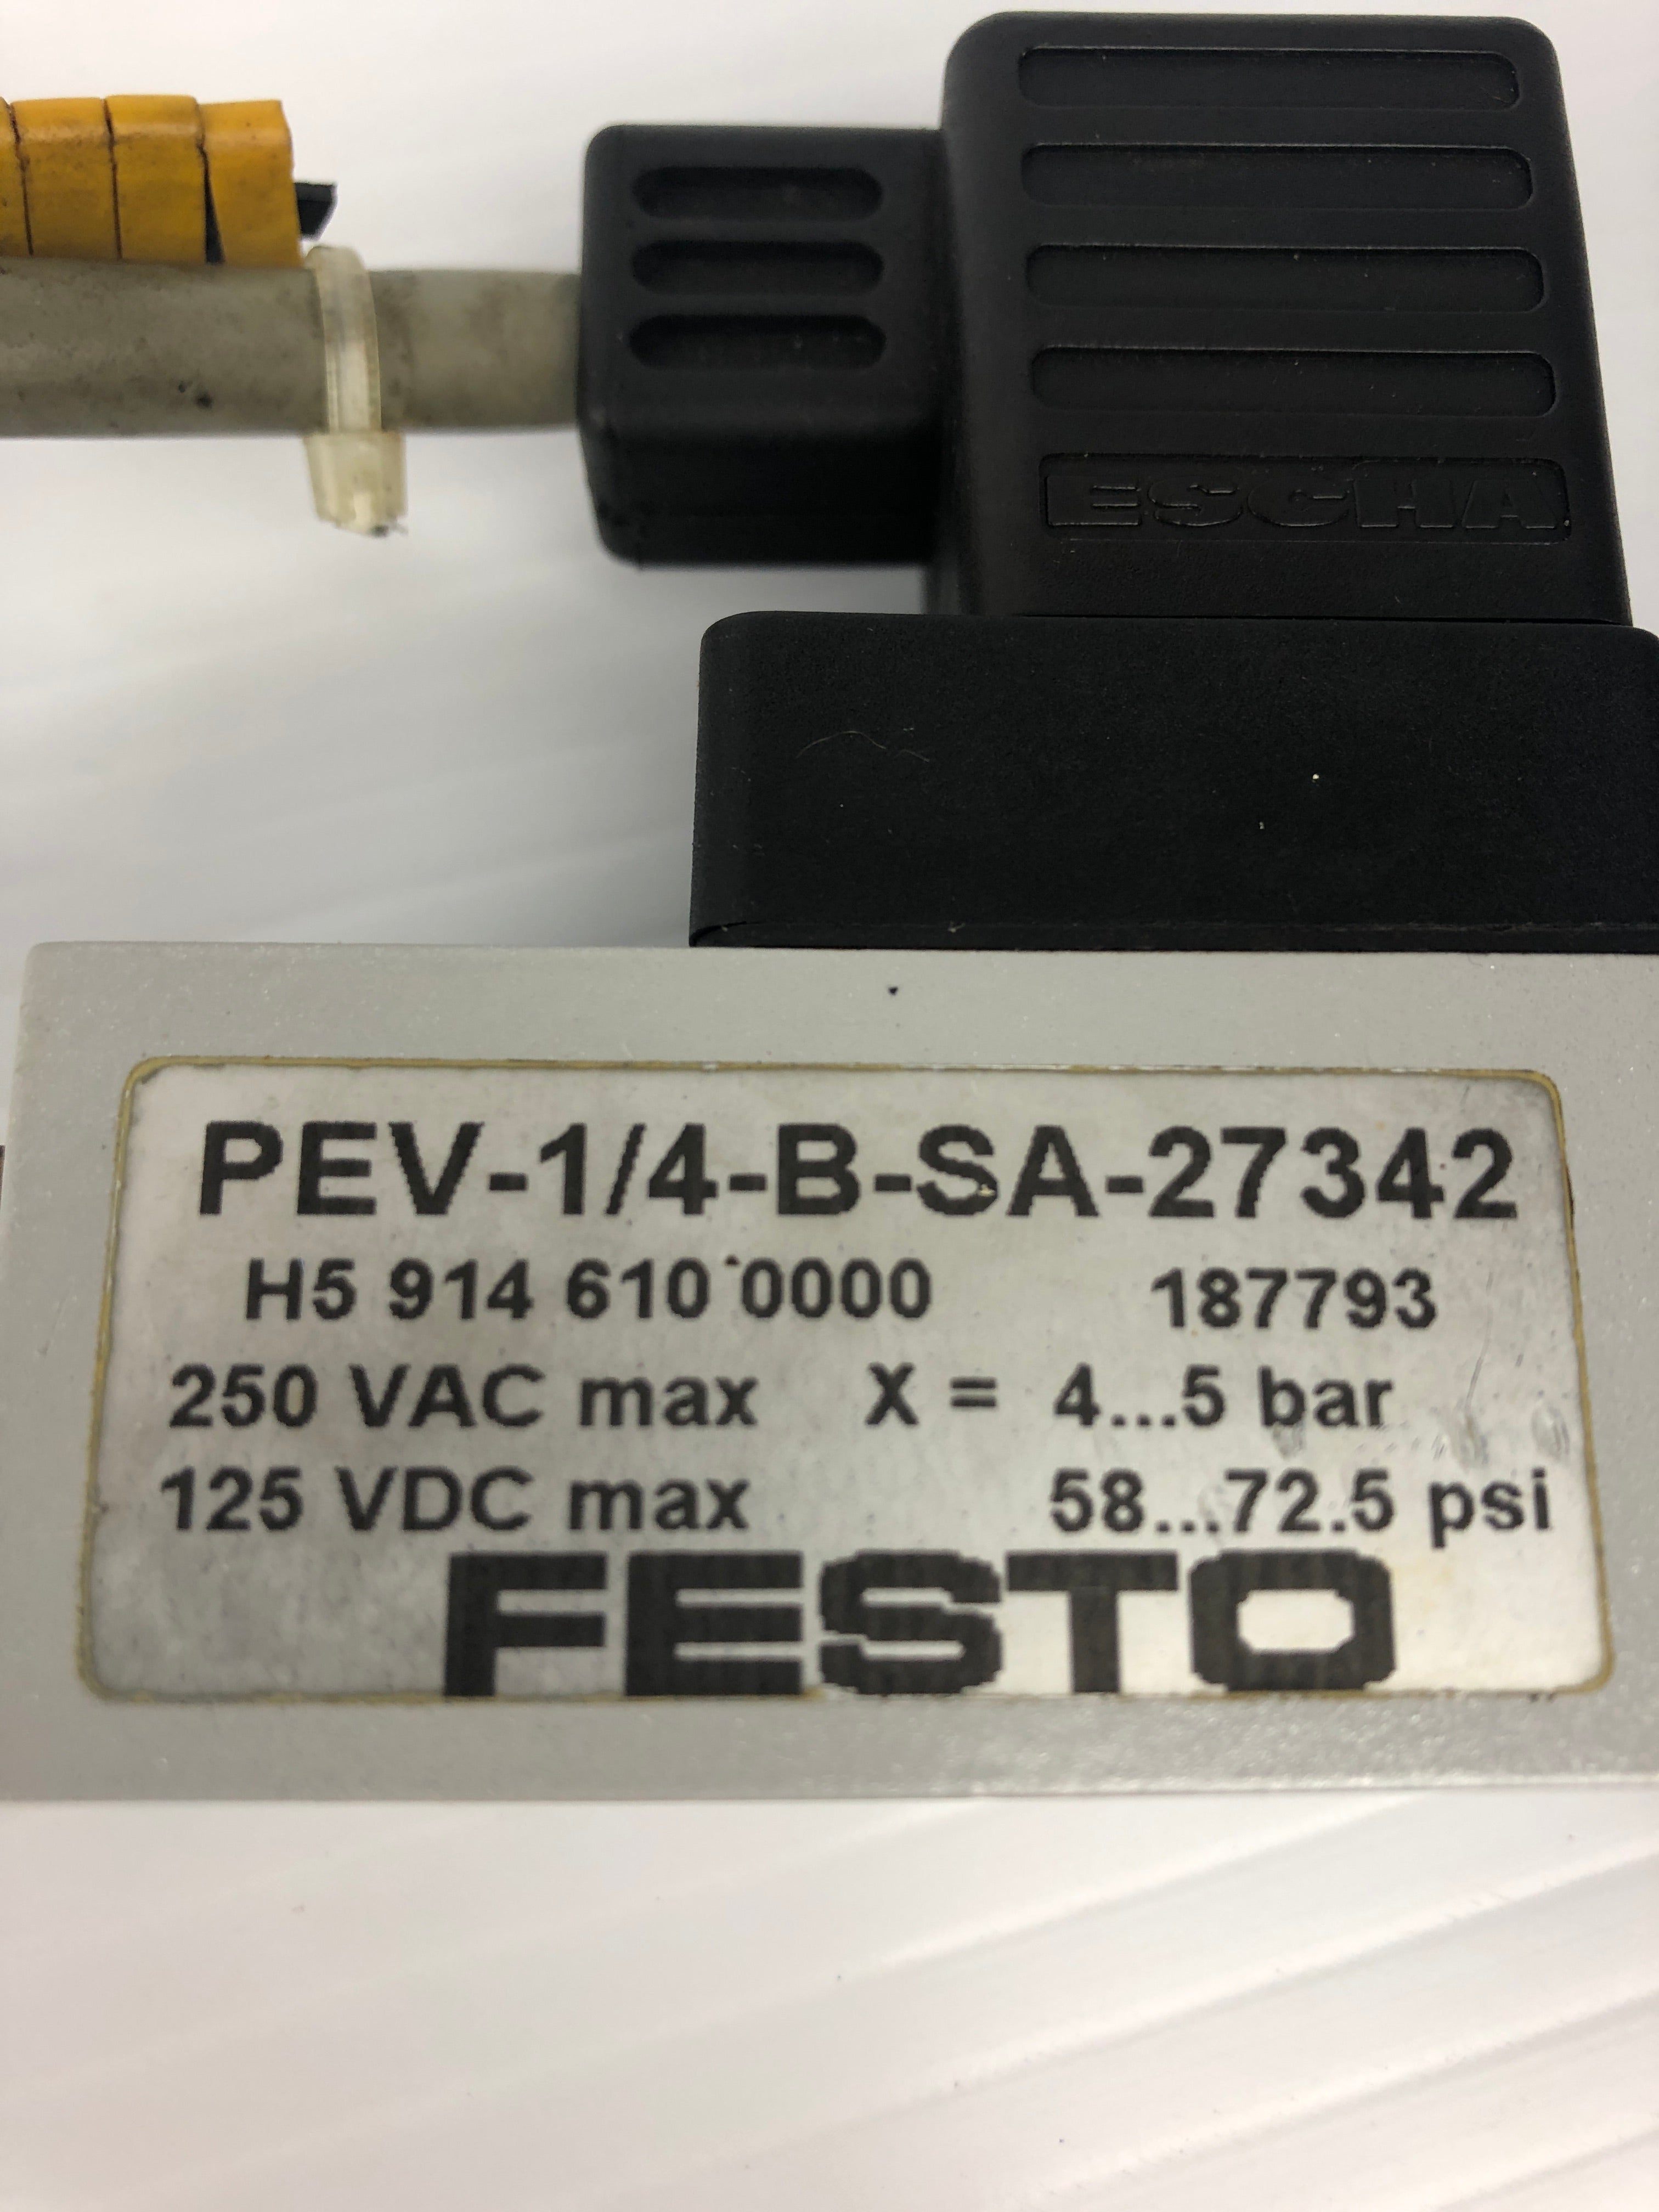 ESCHA
PEV-1/4-B-SA-27342
H5 914 610 0000 187793
250 VAC max X = 4...5 bar
125 VDC max 58...72.5 psi
FESTO